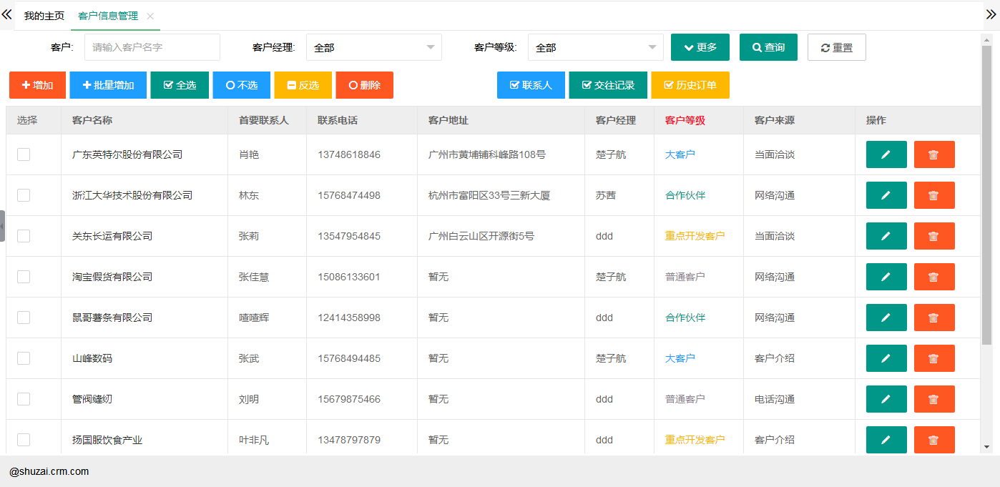 我的主页 客户信息管理
客户: 请输入客户名字 客户经理: 全部 客户等级: 全部 更多 查询 重置
增加 批量增加 全选 不选 反选 删除 联系人 交往记录 历史订单
选择 客户名称 首要联系人 联系电话 客户地址 客户经理 客户等级 客户来源 操作
广东英特尔股份有限公司 肖艳 13748618846 广州市黄埔辅科峰路108号 楚子航 大客户 当面洽谈
浙江大华技术股份有限公司 林东 15768474498 杭州市富阳区33号三新大厦 苏茜 合作伙伴 网络沟通
关东长运有限公司 张莉 13547954845 广州白云山区开源街5号 ddd 重点开发客户 当面洽谈
淘宝假货有限公司 张佳慧 15086133601 暂无 楚子航 普通客户 网络沟通
鼠哥薯条有限公司 喳喳辉 12414358998 暂无 ddd 合作伙伴 网络沟通
山峰数码 张武 15768494485 暂无 楚子航 大客户 客户介绍
管阀缝纫 刘明 15679875466 暂无 ddd 普通客户 电话沟通
扬国服饮食产业 叶非凡 13478797879 暂无 ddd 重点开发客户 客户介绍
@shuzai.crm.com